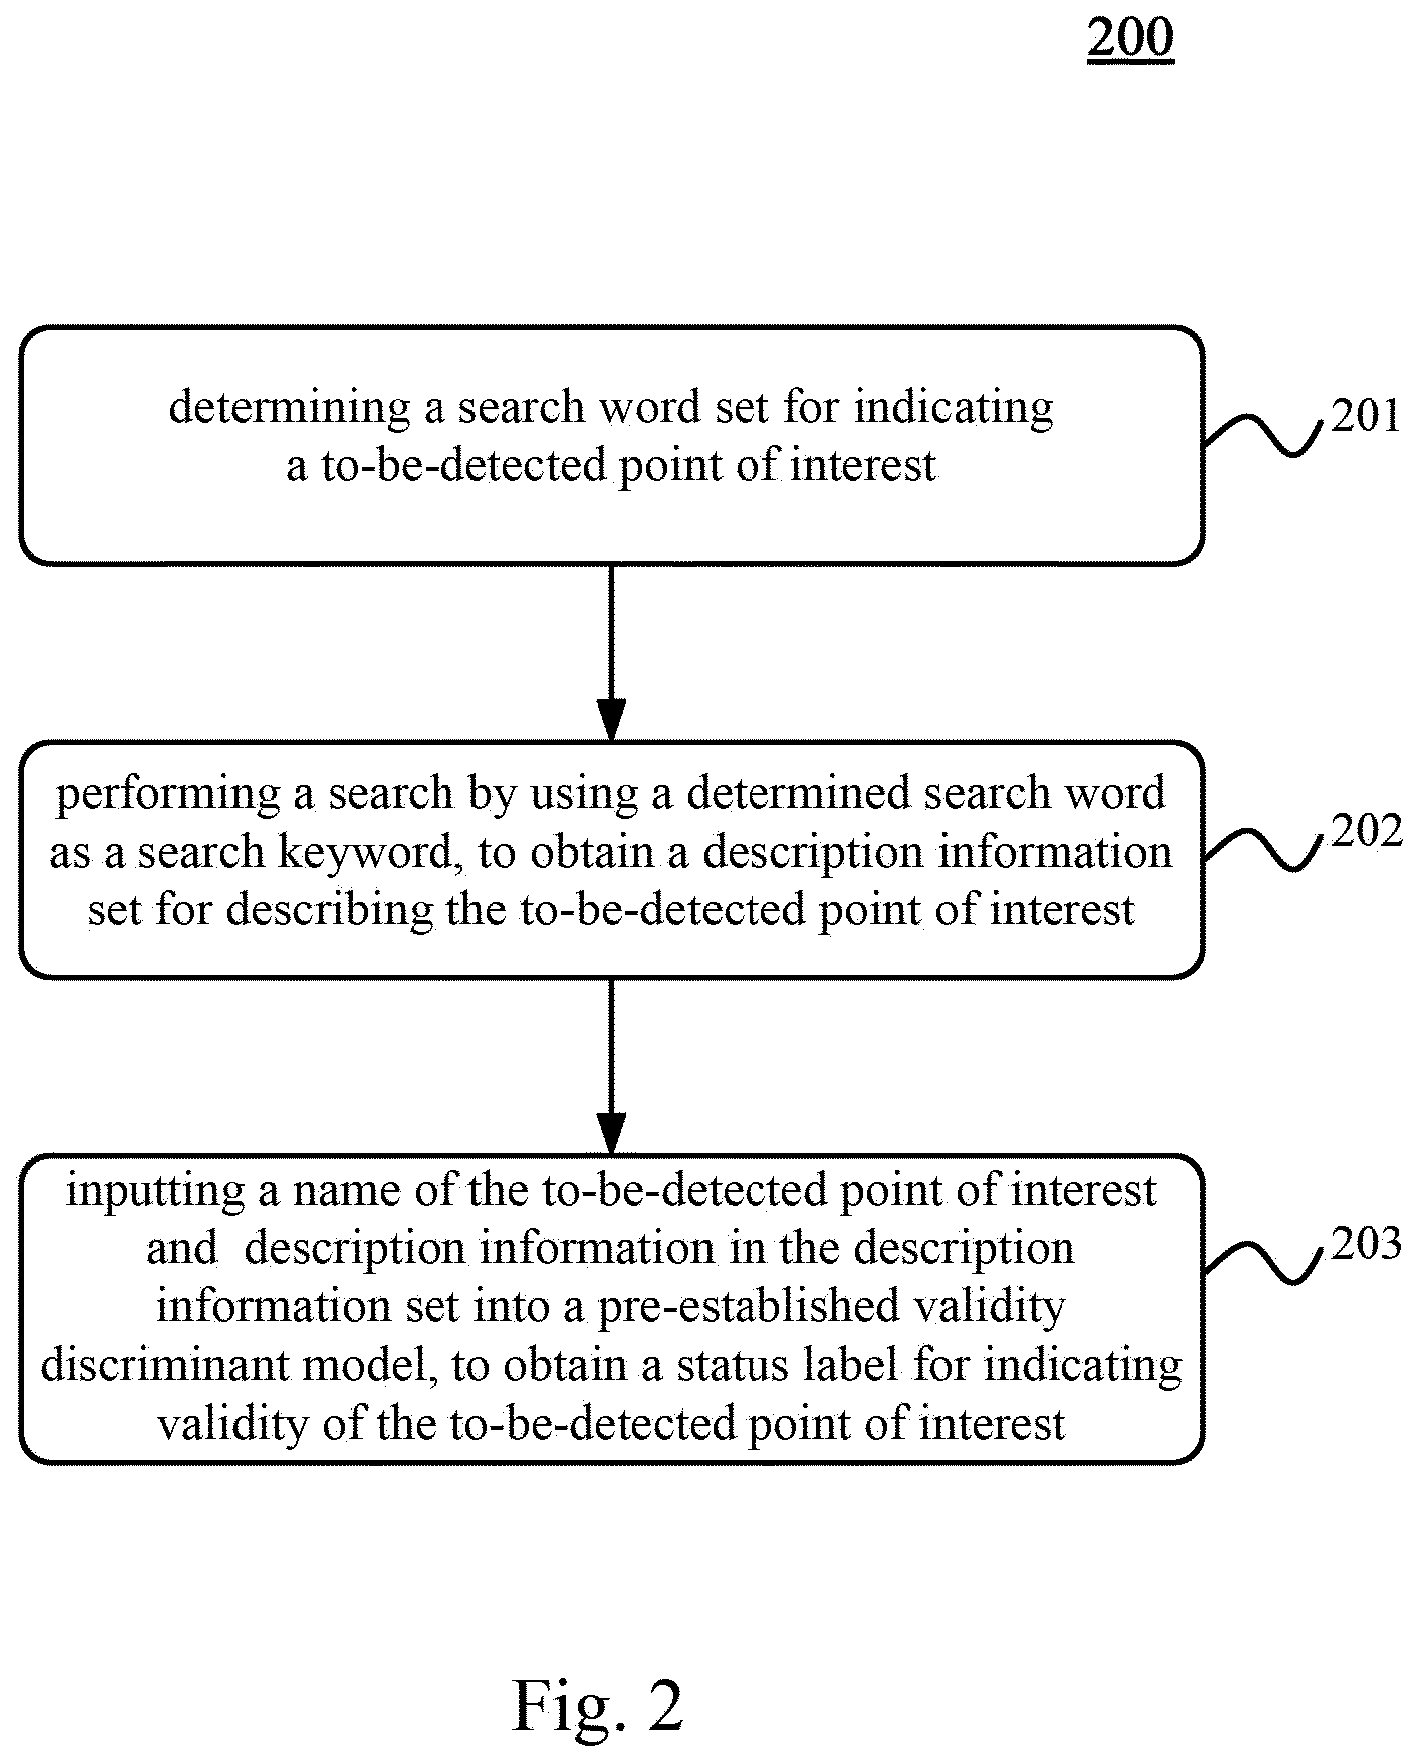 200
determining a search word set for indicating
a to-be-detected point of interest
201
performing a search by using a determined search word
as a search keyword, to obtain a description information
set for describing the to-be-detected point of interest
202
inputting a name of the to-be-detected point of interest
and description information in the description
information set into a pre-established validity
discriminant model, to obtain a status label for indicating
validity of the to-be-detected point of interest
203
Fig. 2